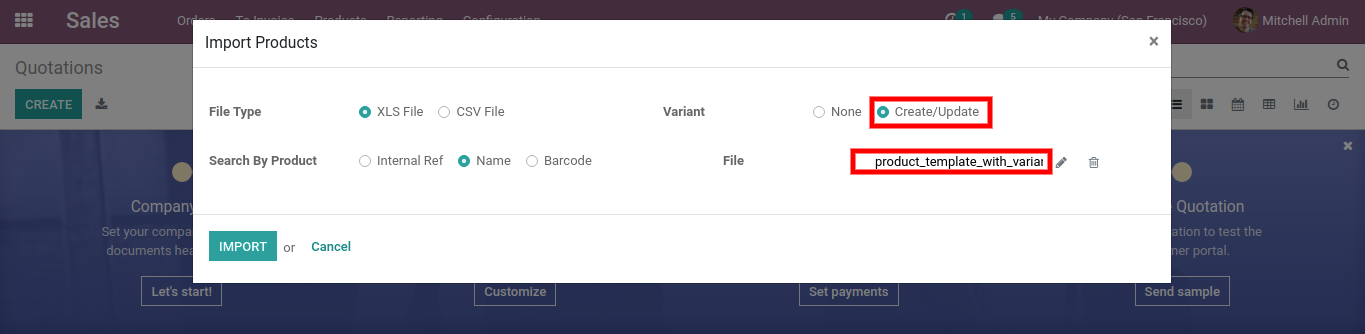 Sales Orders To Invoice Products Reporting Configuration 1 5 My Company (San Francisco) Mitchell Admin
Import Products ×
Quotations
CREATE
File Type XLS File CSV File Variant None Create/Update
Search By Product Internal Ref Name Barcode File product_template_with_varian
Company Quotation
Set your compa ation to test the
documents hea ner portal.
IMPORT or Cancel
Let's start! Customize Set payments Send sample